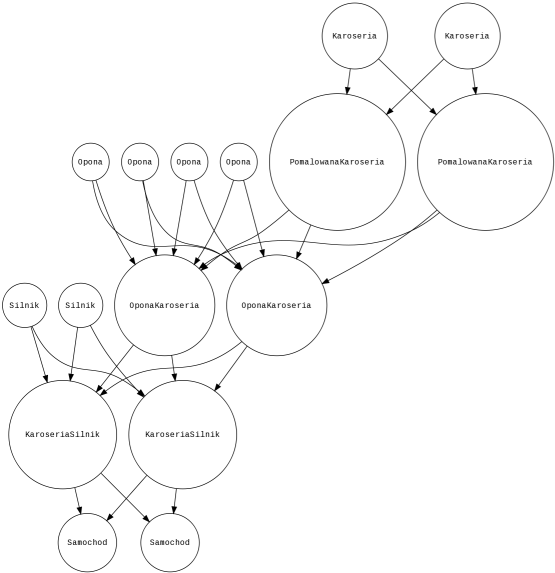 Karoseria
Karoseria
Opona
Opona
Opona
Opona
PomalowanaKaroseria
PomalowanaKaroseria
Silnik
Silnik
OponaKaroseria
OponaKaroseria
KaroseriaSilnik
KaroseriaSilnik
Samochod
Samochod